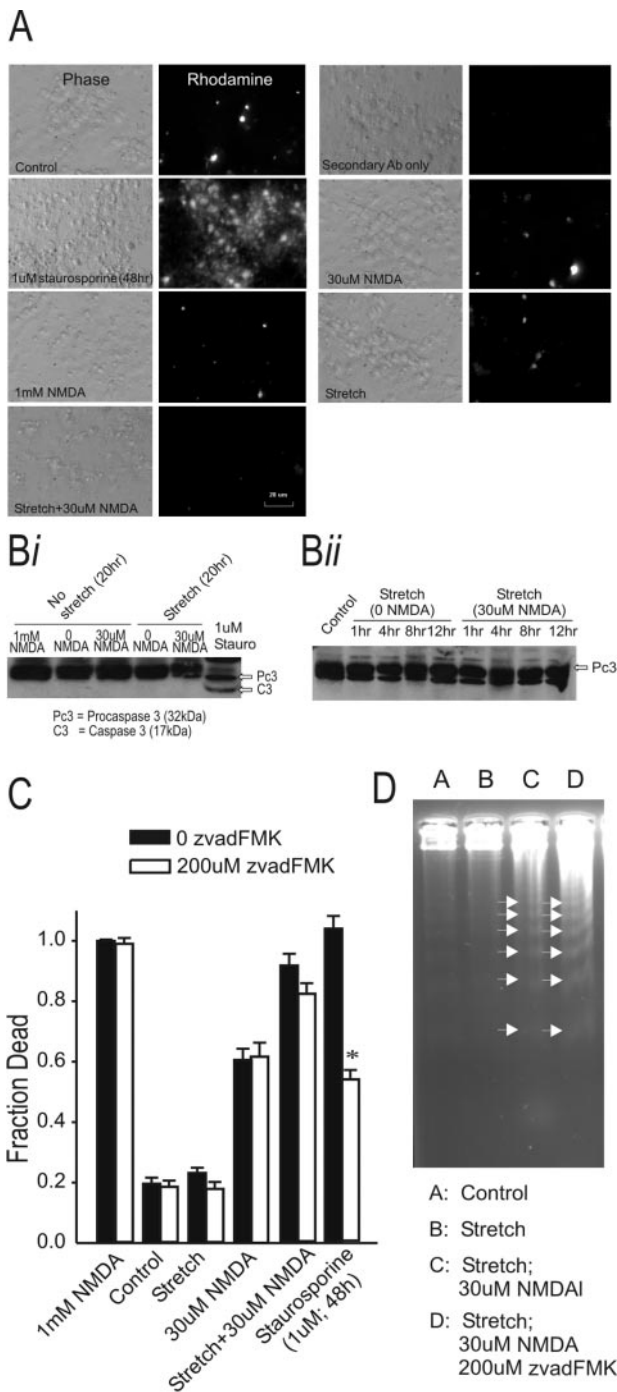 A
Phase
Rhodamine
Control
Secondary Ab only
1uM staurosporine (48hr)
30uM NMDA
1mM NMDA
Stretch
Stretch+30uM NMDA
20 um
Bi
No stretch (20hr)
Stretch (20hr)
1mM NMDA
0 NMDA
30uM NMDA
0 NMDA
30uM NMDA
1uM Stauro
Pc3
C3
Pc3 = Procaspase 3 (32kDa)
C3 = Caspase 3 (17kDa)
Bii
Control
Stretch
(0 NMDA)
1hr 4hr 8hr 12hr
Stretch
(30uM NMDA)
1hr 4hr 8hr 12hr
Pc3
C
0 zvadFMK
200uM zvadFMK
Fraction Dead
1.0
0.8
0.6
0.4
0.2
0.0
*
1mM NMDA
Control
Stretch
30uM NMDA
Stretch+30uM NMDA
Staurosporine
(1uM; 48h)
D
A B C D
A: Control
B: Stretch
C: Stretch;
30uM NMDAl
D: Stretch;
30uM NMDA
200uM zvadFMK